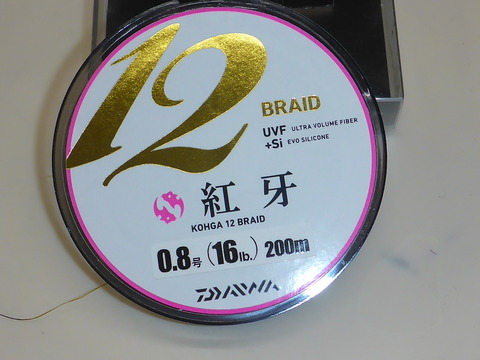 12
BRAID
UVF ULTRA VOLUME FIBER
+Si EVO SILICONE
紅牙
KOHGA 12 BRAID
0.8号(16lb.) 200m
DAIWA